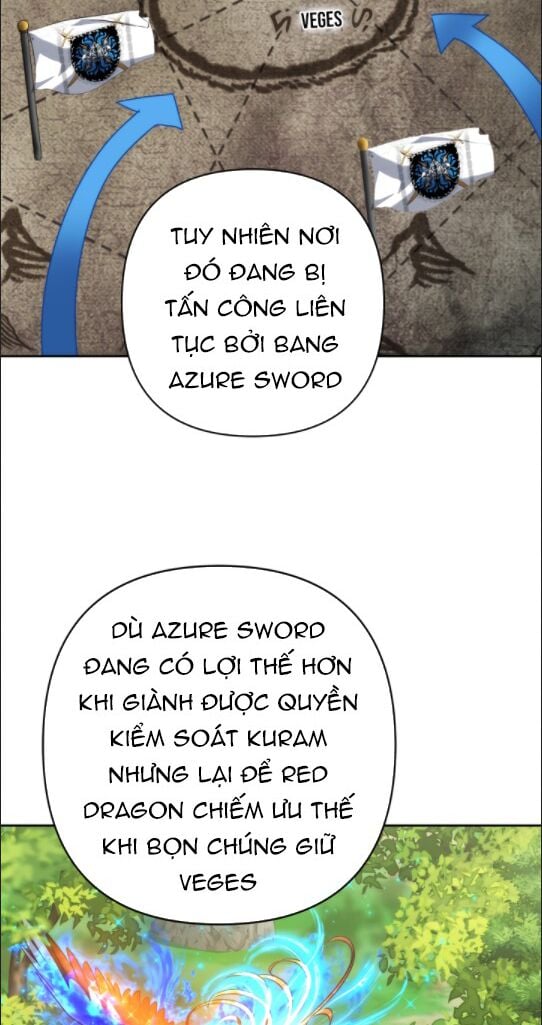 VEGES
TUY NHIÊN NƠI
ĐÓ ĐANG BỊ
TẤN CÔNG LIÊN
TỤC BỞI BANG
AZURE SWORD
DÙ AZURE SWORD
ĐANG CÓ LỢI THẾ HƠN
KHI GIÀNH ĐƯỢC QUYỀN
KIỂM SOÁT KURAM
NHƯNG LẠI ĐỂ RED
DRAGON CHIẾM ƯU THẾ
KHI BỌN CHÚNG GIỮ
VEGES